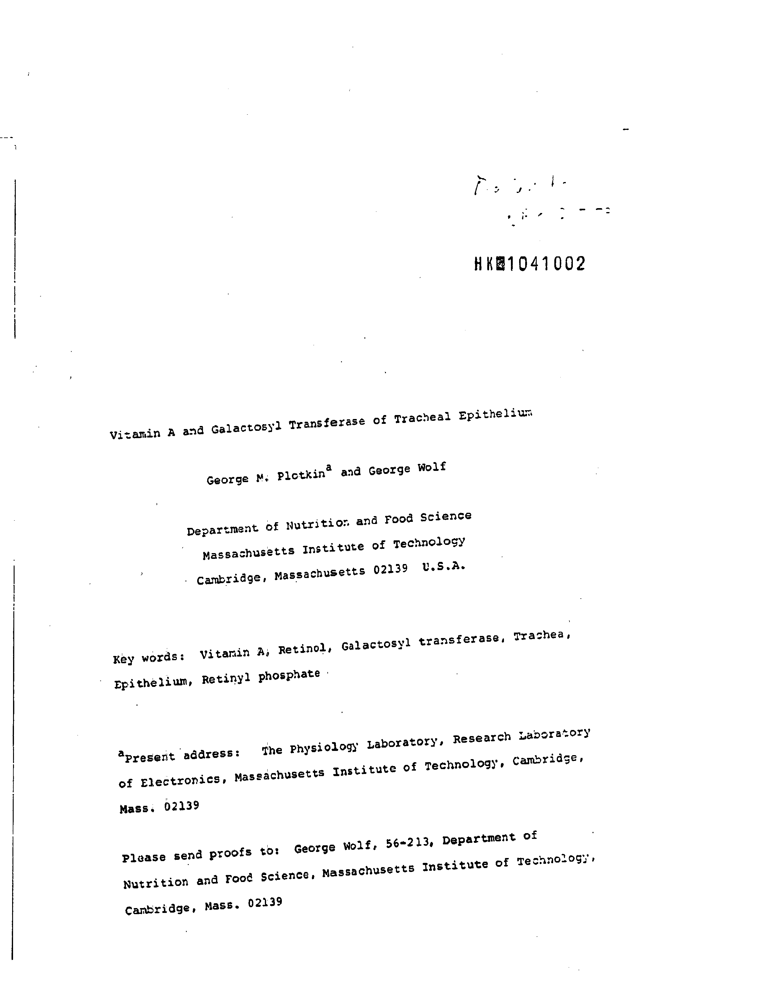 HK 1041002
Vitamin A and Galactosyl Transferase of Tracheal Epithelium
George M. Plotkin^a and George Wolf
Department of Nutrition and Food Science
Massachusetts Institute of Technology
Cambridge, Massachusetts 02139 U.S.A.
Key words: Vitamin A, Retinol, Galactosyl transferase, Trachea,
Epithelium, Retinyl phosphate
^aPresent address: The Physiology Laboratory, Research Laboratory
of Electronics, Massachusetts Institute of Technology, Cambridge,
Mass. 02139
Please send proofs to: George Wolf, 56-213, Department of
Nutrition and Food Science, Massachusetts Institute of Technology,
Cambridge, Mass. 02139